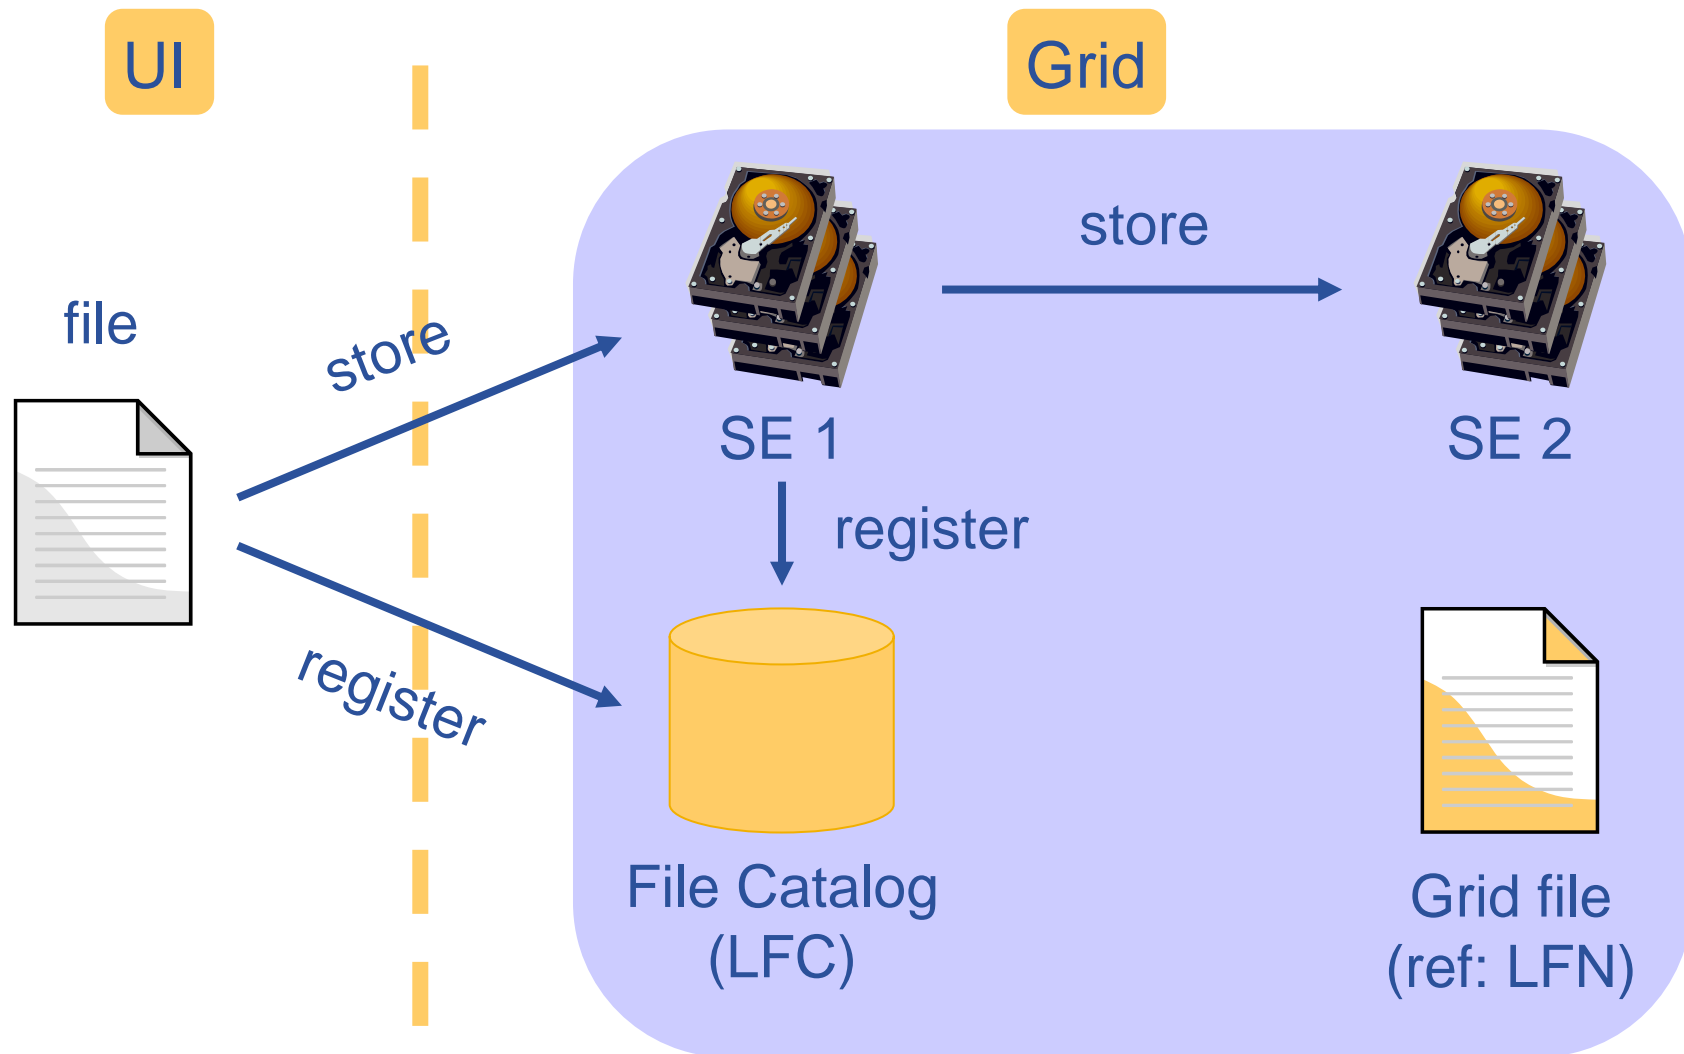 UI
Grid
file
store
store
SE 1
SE 2
register
register
File Catalog
(LFC)
Grid file
(ref: LFN)